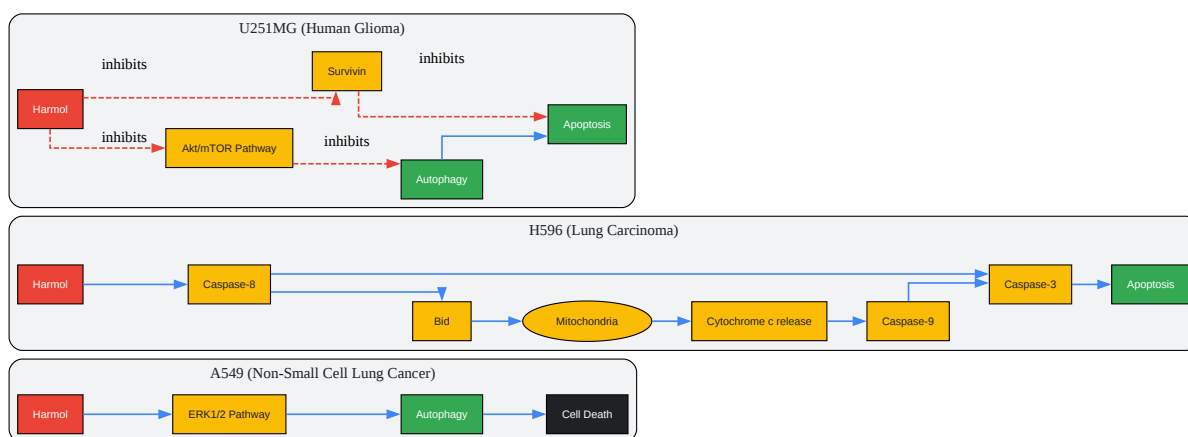 U251MG (Human Glioma)
inhibits
inhibits
Survivin
Harmol
Apoptosis
inhibits
inhibits
Akt/mTOR Pathway
Autophagy
H596 (Lung Carcinoma)
Harmol
Caspase-8
Caspase-3
Apoptosis
Bid
Mitochondria
Cytochrome c release
Caspase-9
A549 (Non-Small Cell Lung Cancer)
Harmol
ERK1/2 Pathway
Autophagy
Cell Death